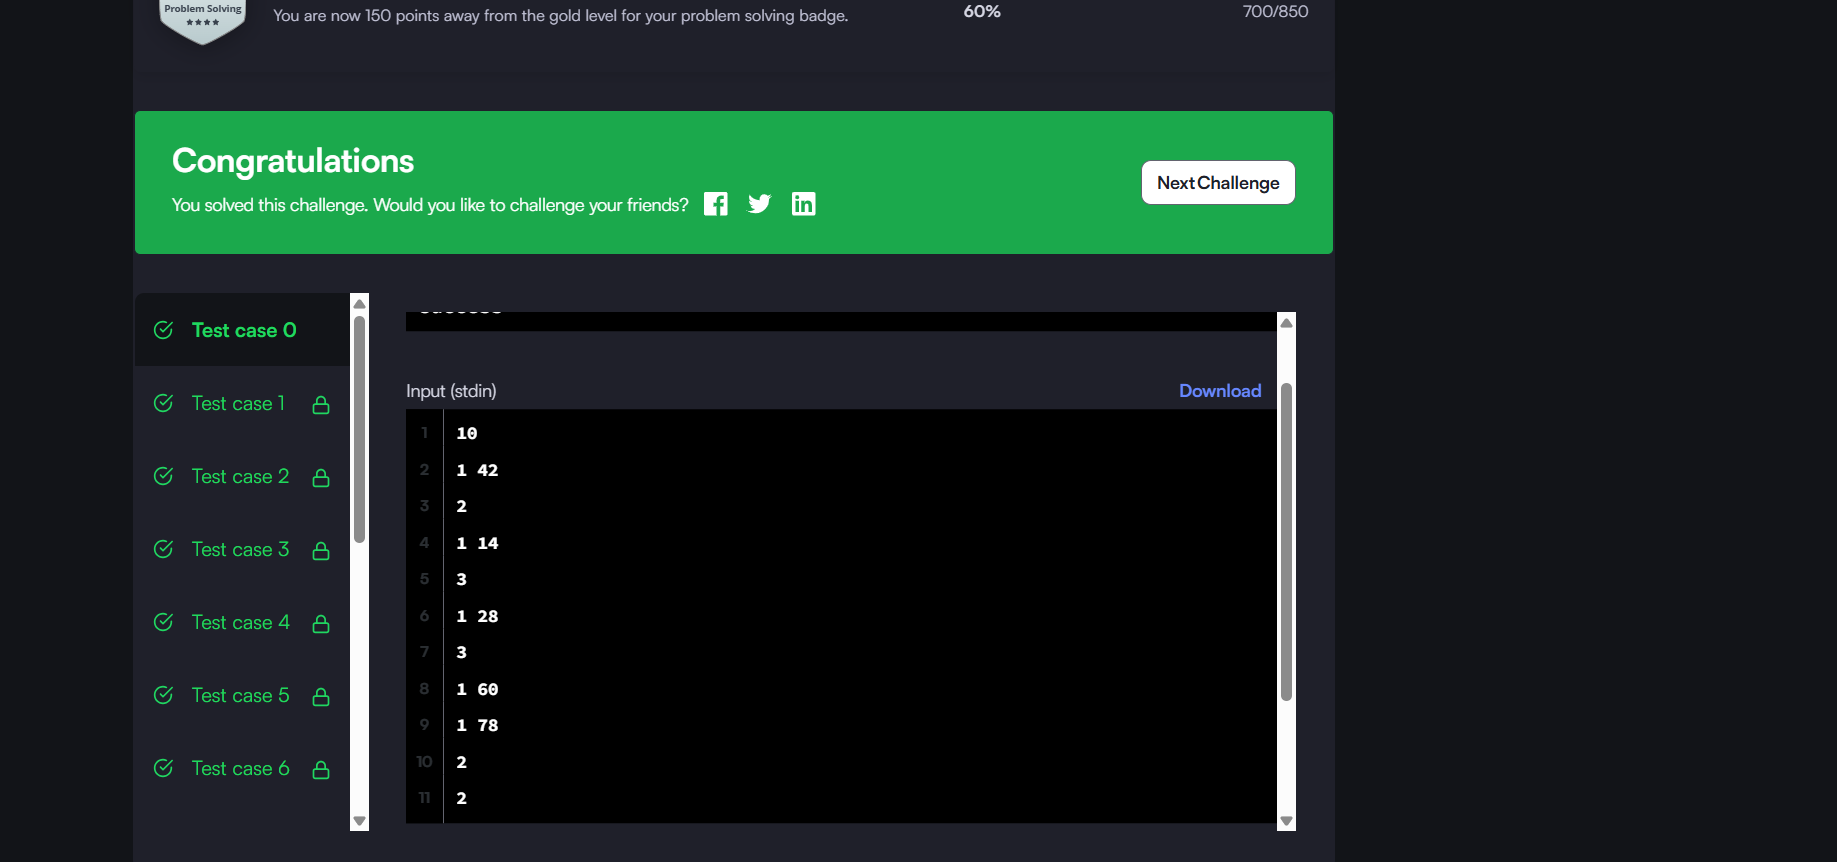 Problem Solving
★★★★
You are now 150 points away from the gold level for your problem solving badge.
60%
700/850
Congratulations
You solved this challenge. Would you like to challenge your friends?
Next Challenge
Test case 0
Test case 1
Test case 2
Test case 3
Test case 4
Test case 5
Test case 6
Input (stdin)
Download
1 10
2 1 42
3 2
4 1 14
5 3
6 1 28
7 3
8 1 60
9 1 78
10 2
11 2